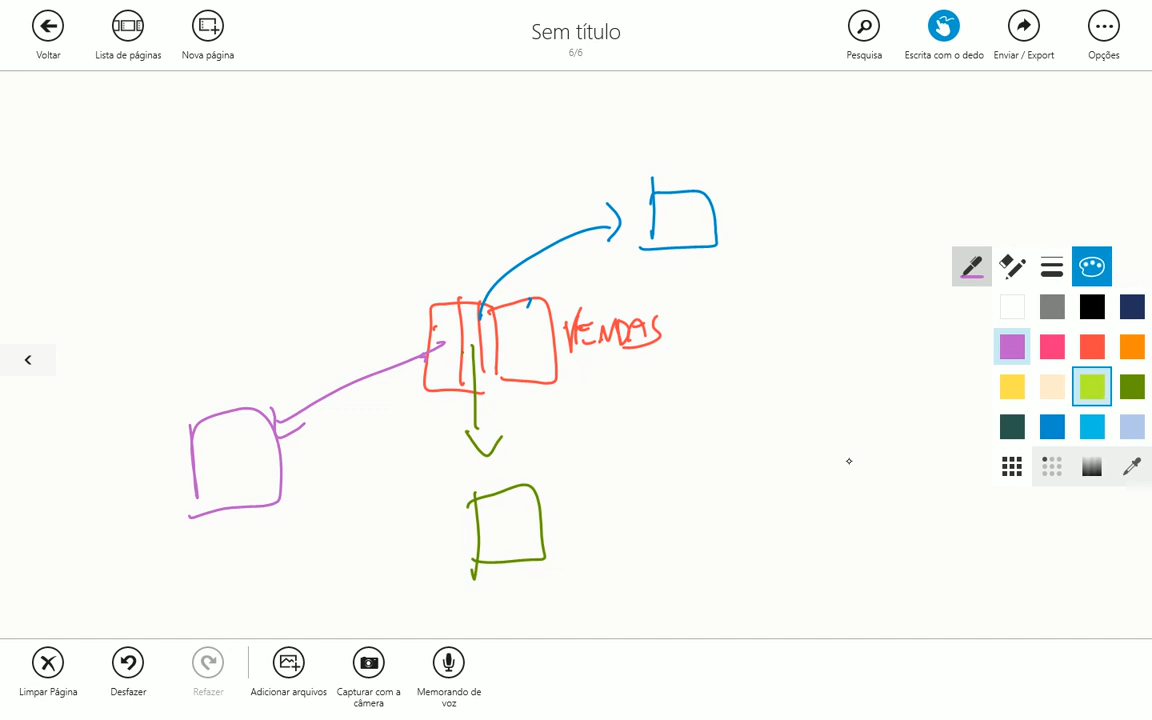 Voltar
Lista de páginas
Nova página
Sem título
6/6
Pesquisa
Escrita com o dedo
Enviar / Export
Opções
VENDAS
Limpar Página
Desfazer
Refazer
Adicionar arquivos
Capturar com a
câmera
Memorando de
voz